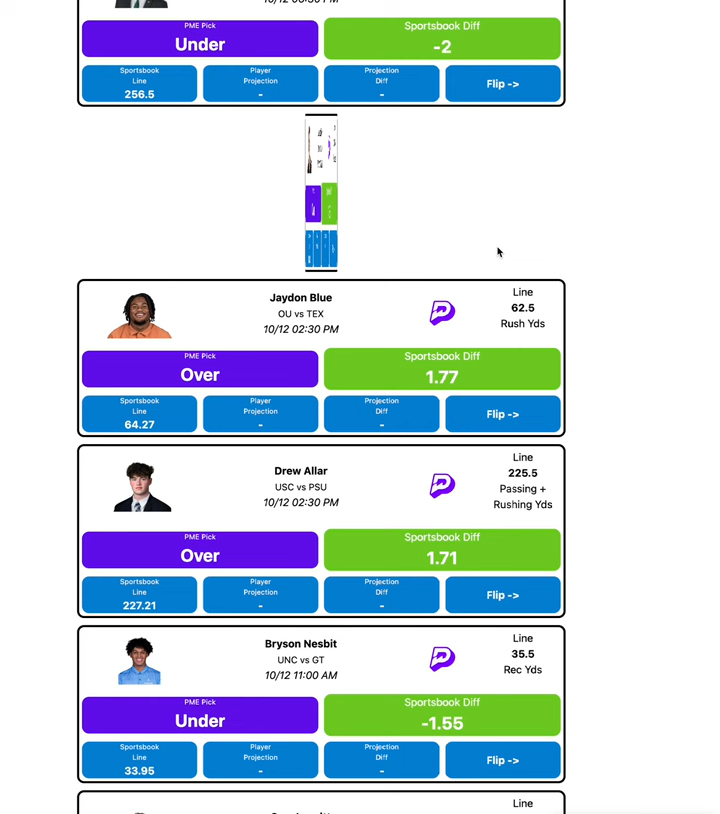 PME Pick
Under
Sportsbook Diff
-2
Sportsbook
Line
256.5
Player
Projection
-
Projection
Diff
-
Flip ->
Jaydon Blue
OU vs TEX
10/12 02:30 PM
Line
62.5
Rush Yds
PME Pick
Over
Sportsbook Diff
1.77
Sportsbook
Line
64.27
Player
Projection
-
Projection
Diff
-
Flip ->
Drew Allar
USC vs PSU
10/12 02:30 PM
Line
225.5
Passing +
Rushing Yds
PME Pick
Over
Sportsbook Diff
1.71
Sportsbook
Line
227.21
Player
Projection
-
Projection
Diff
-
Flip ->
Bryson Nesbit
UNC vs GT
10/12 11:00 AM
Line
35.5
Rec Yds
PME Pick
Under
Sportsbook Diff
-1.55
Sportsbook
Line
33.95
Player
Projection
-
Projection
Diff
-
Flip ->
Line